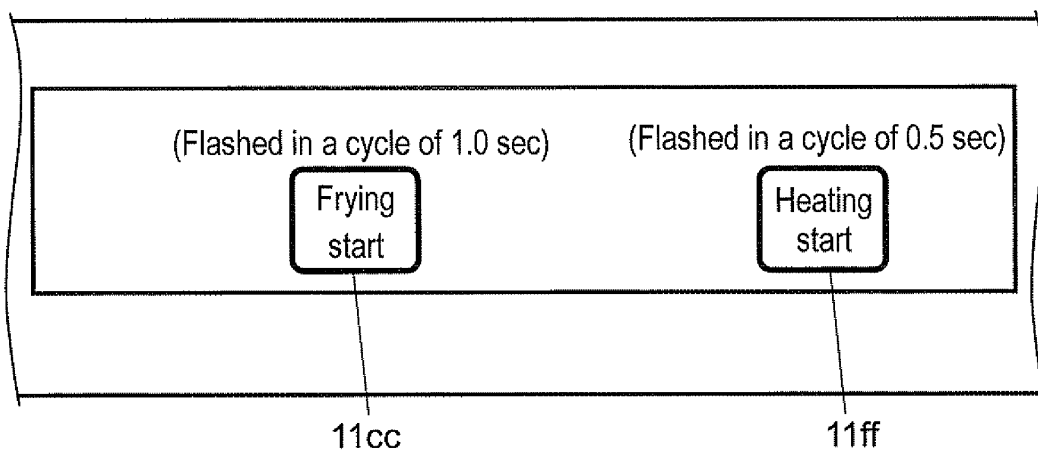 (Flashed in a cycle of 1.0 sec) (Flashed in a cycle of 0.5 sec)
Frying Heating
start start
11cc 11ff